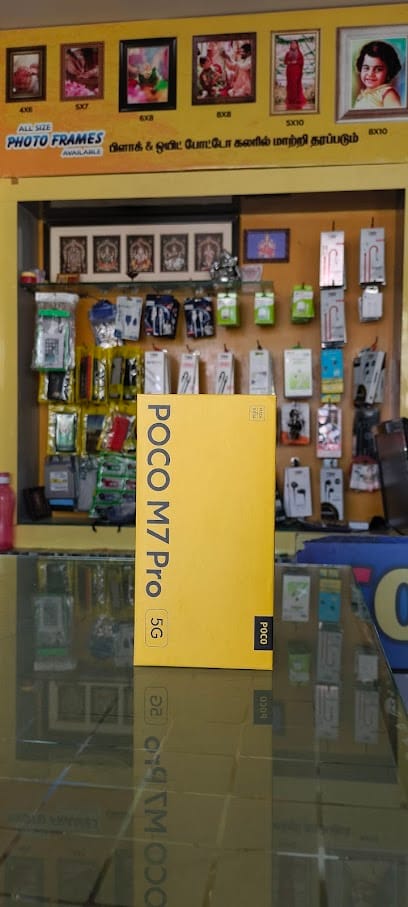 4X6
5X7
6X8
8X8
5X10
8X10
ALL SIZE
PHOTO FRAMES
AVAILABLE
பிளாக் & ஒயிட் போட்டோ கலரில் மாற்றி தரப்படும்
POCO M7 Pro 5G
POCO